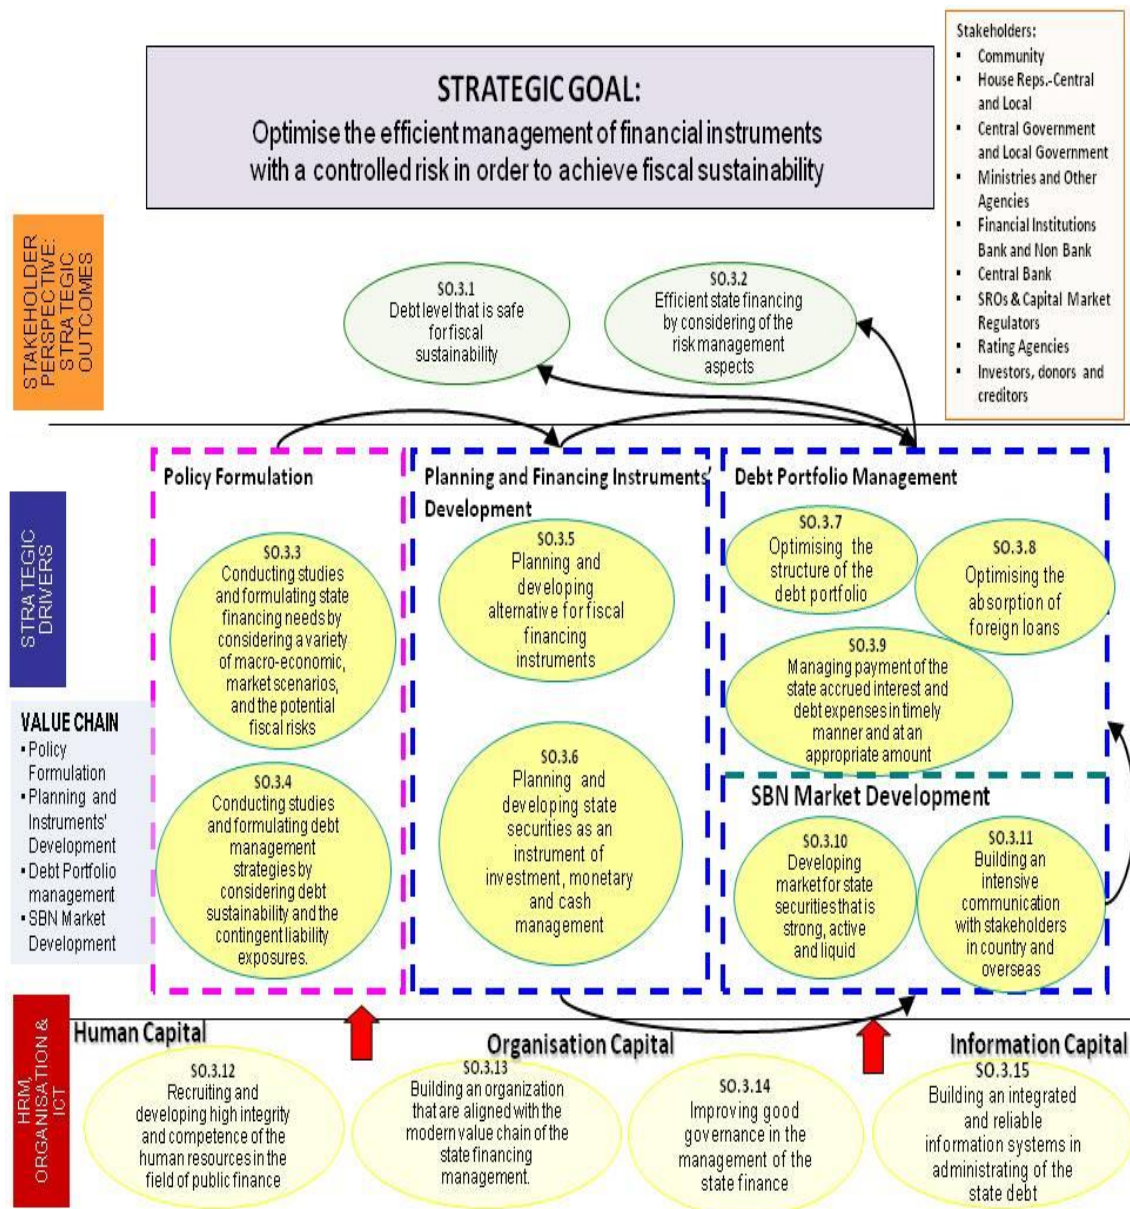 STRATEGIC GOAL:
Optimise the efficient management of financial instruments
with a controlled risk in order to achieve fiscal sustainability
Stakeholders:
▪ Community
▪ House Reps.-Central
and Local
▪ Central Government
and Local Government
▪ Ministries and Other
Agencies
▪ Financial Institutions
Bank and Non Bank
▪ Central Bank
▪ SROs & Capital Market
Regulators
▪ Rating Agencies
▪ Investors, donors and
creditors
STAKEHOLDER
PERSPECTIVE:
STRATEGIC
OUTCOMES
SO.3.1
Debt level that is safe
for fiscal
sustainability
SO.3.2
Efficient state financing
by considering of the
risk management
aspects
STRATEGIC
DRIVERS
VALUE CHAIN
▪ Policy
Formulation
▪ Planning and
Instruments'
Development
▪ Debt Portfolio
management
▪ SBN Market
Development
Policy Formulation
SO.3.3
Conducting studies
and formulating state
financing needs by
considering a variety
of macro-economic,
market scenarios,
and the potential
fiscal risks
SO.3.4
Conducting studies
and formulating debt
management
strategies by
considering debt
sustainability and the
contingent liability
exposures.
Planning and Financing Instruments'
Development
SO.3.5
Planning and
developing
alternative for fiscal
financing
instruments
SO.3.6
Planning and
developing state
securities as an
instrument of
investment, monetary
and cash
management
Debt Portfolio Management
SO.3.7
Optimising the
structure of the
debt portfolio
SO.3.8
Optimising the
absorption of
foreign loans
SO.3.9
Managing payment of the
state accrued interest and
debt expenses in timely
manner and at an
appropriate amount
SBN Market Development
SO.3.10
Developing
market for state
securities that is
strong, active
and liquid
SO.3.11
Building an
intensive
communication
with stakeholders
in country and
overseas
HRM,
ORGANISATION &
ICT
Human Capital
SO.3.12
Recruiting and
developing high integrity
and competence of the
human resources in the
field of public finance
Organisation Capital
SO.3.13
Building an organization
that are aligned with the
modern value chain of the
state financing
management.
SO.3.14
Improving good
governance in the
management of the
state finance
Information Capital
SO.3.15
Building an integrated
and reliable
information systems in
administrating of the
state debt